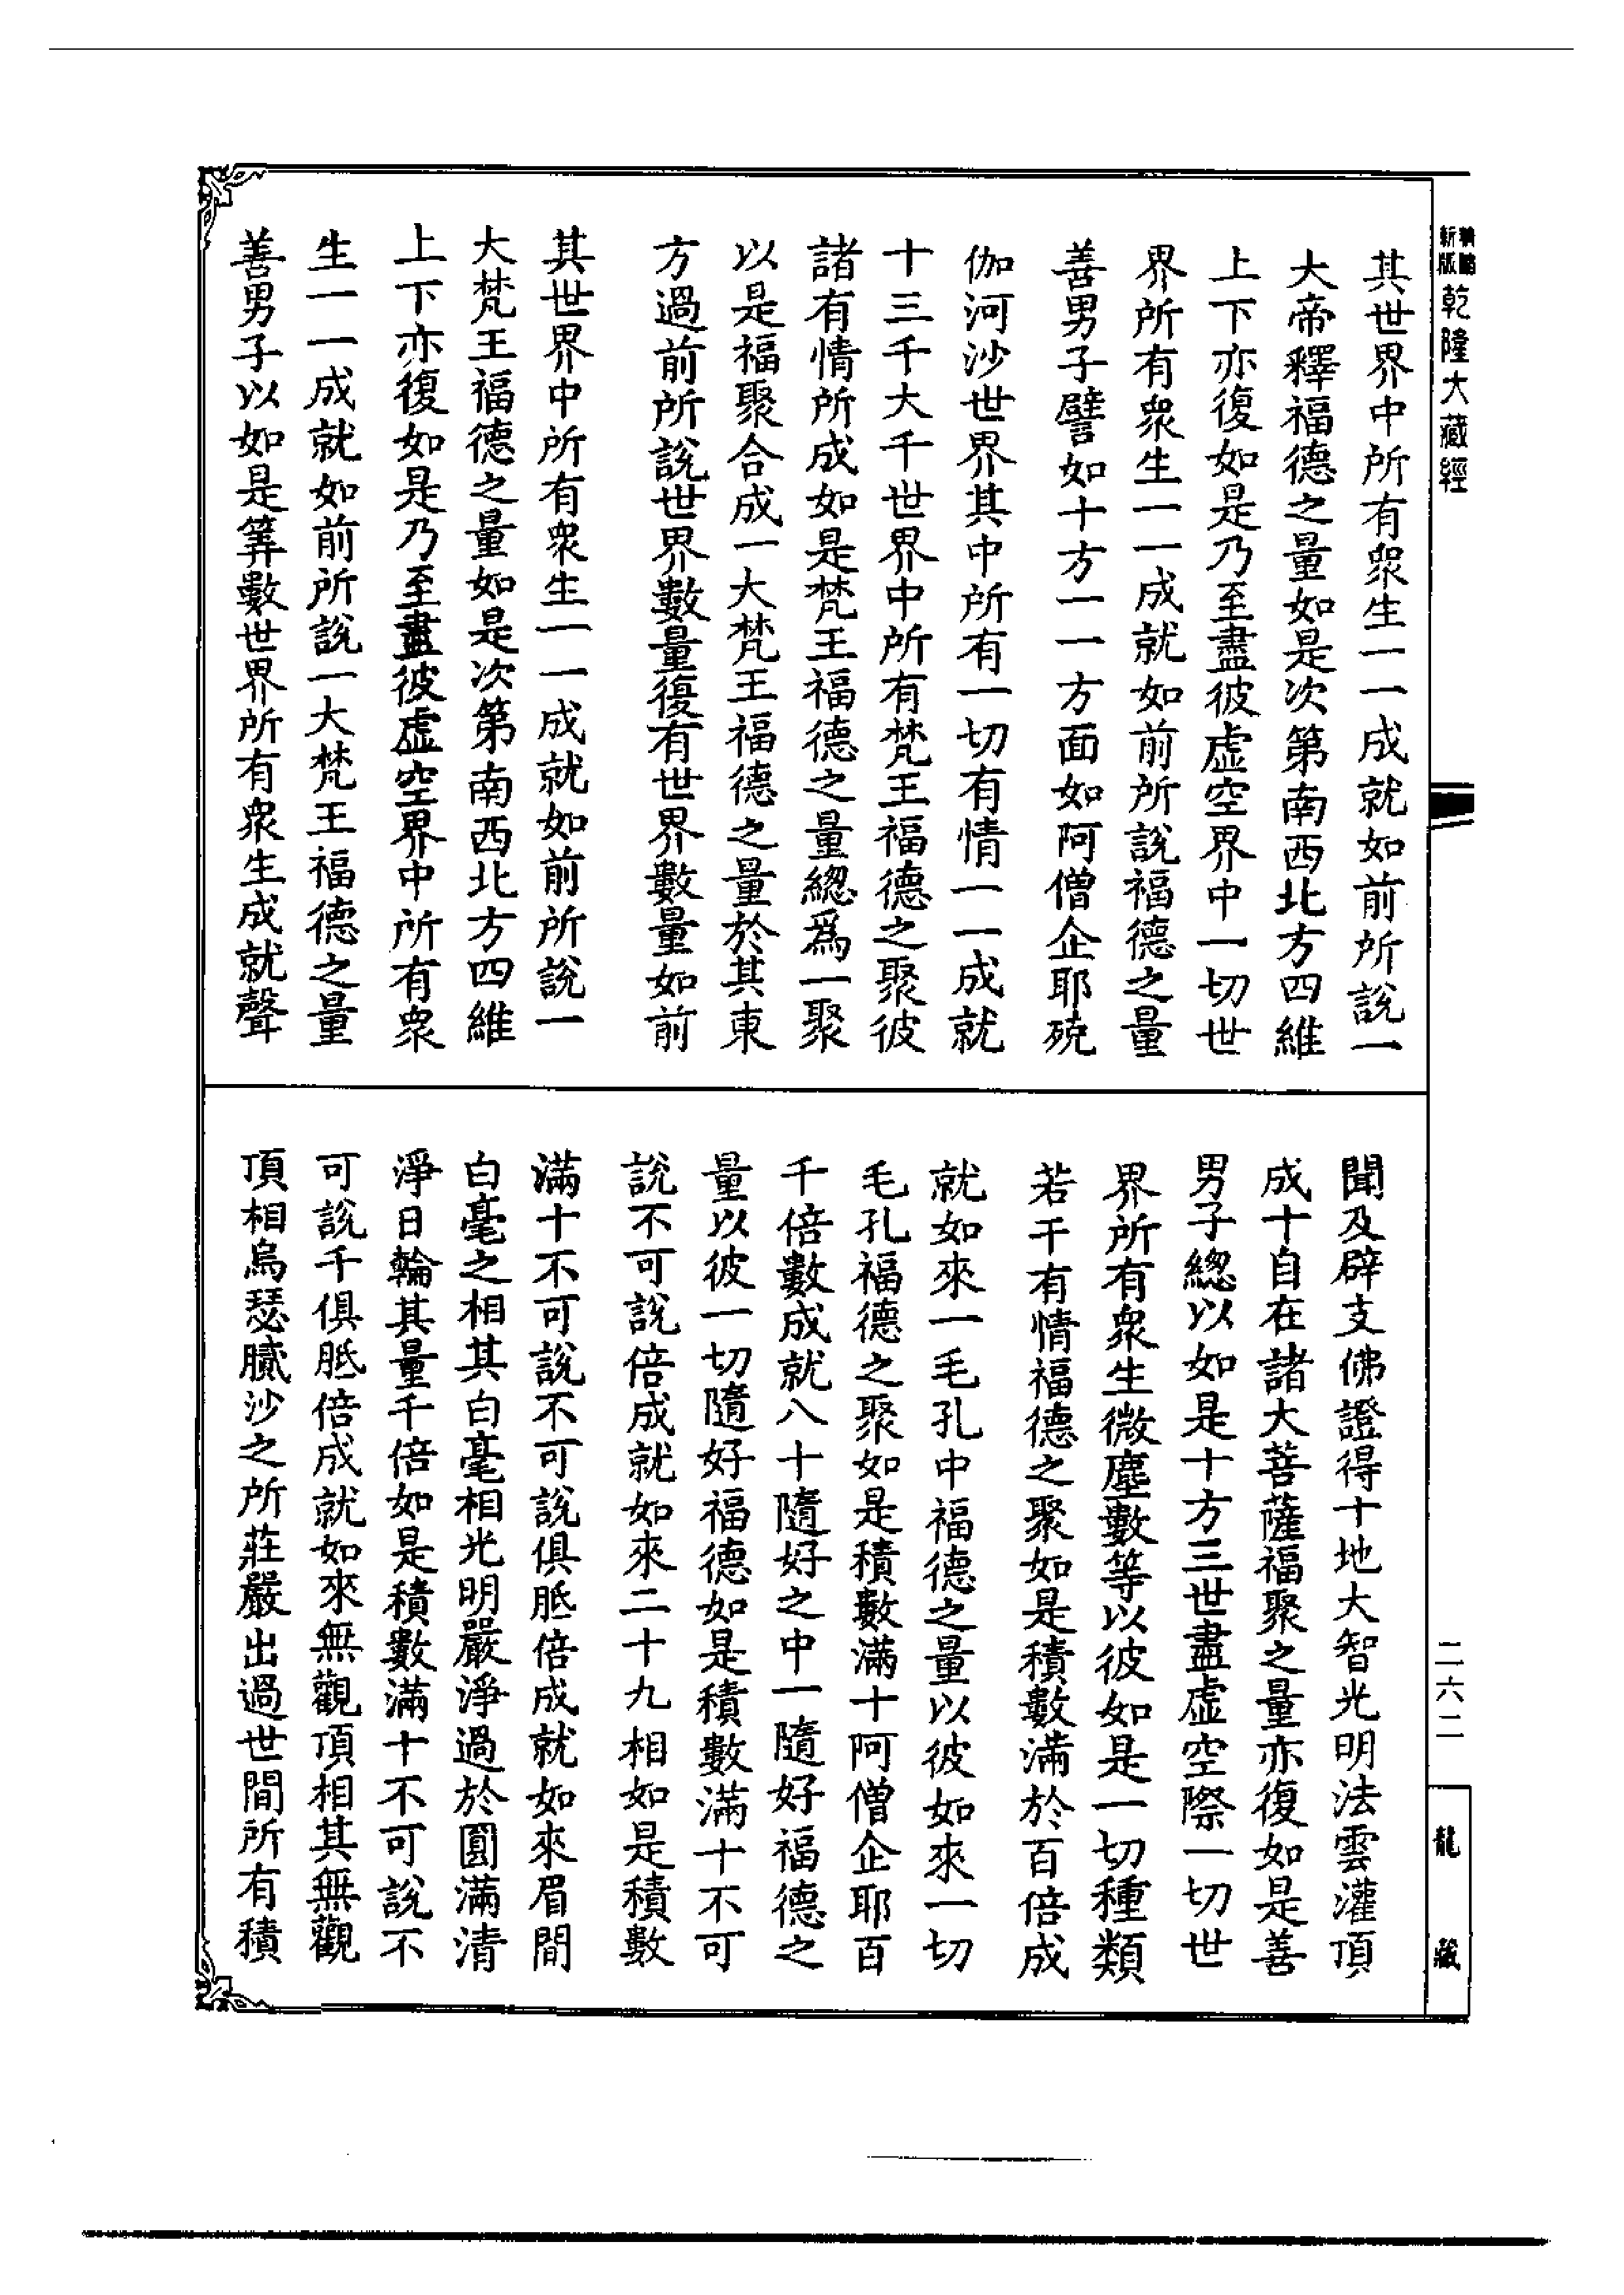 新版
精縮
乾隆大藏經
其世界中所有衆生一一成就如前所說一
大帝釋福德之量如是次第南西北方四維
上下亦復如是乃至盡彼虛空界中一切世
界所有衆生一一成就如前所說福德之量
善男子譬如十方一一方面如阿僧企耶殑
伽河沙世界其中所有一切有情一一成就
十三千大千世界中所有梵王福德之聚彼
諸有情所成如是梵王福德之量緫爲一聚
以是福聚合成一大梵王福德之量於其東
方過前所說世界數量復有世界數量如前
其世界中所有衆生一一成就如前所說一
大梵王福德之量如是次第南西北方四維
上下亦復如是乃至盡彼虛空界中所有衆
生一一成就如前所說一大梵王福德之量
善男子以如是筭數世界所有衆生成就聲
聞及辟支佛證得十地大智光明法雲灌頂
成十自在諸大菩薩福聚之量亦復如是善
男子緫以如是十方三世盡虛空際一切世
界所有衆生微塵數等以彼如是一切種類
若干有情福德之聚如是積數滿於百倍成
就如來一毛孔中福德之量以彼如來一切
毛孔福德之聚如是積數滿十阿僧企耶百
千倍數成就八十隨好之中一隨好福德之
量以彼一切隨好福德如是積數滿十不可
說不可說倍成就如來二十九相如是積數
滿十不可說不可說俱胝倍成就如來眉間
白毫之相其白毫相光明嚴淨過於圓滿清
淨日輪其量千倍如是積數滿十不可說不
可說千俱胝倍成就如來無觀頂相其無觀
頂相烏瑟膩沙之所莊嚴出過世間所有積
二六二
龍藏